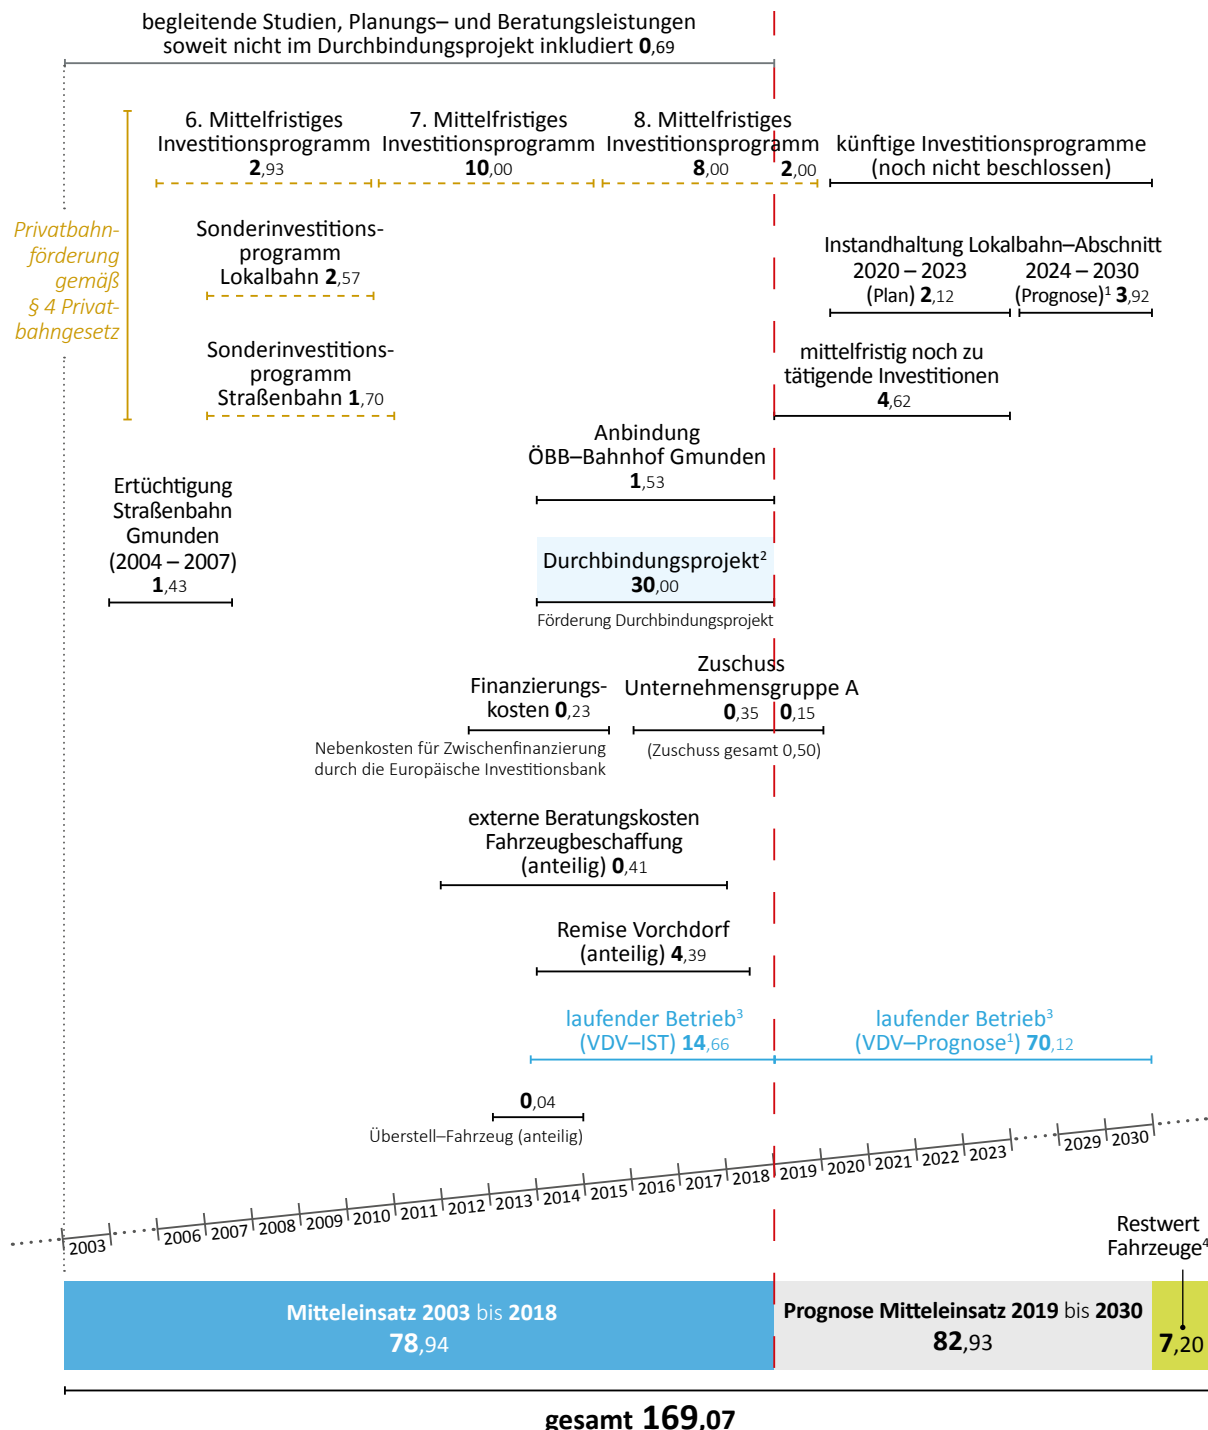 begleitende Studien, Planungs– und Beratungsleistungen
soweit nicht im Durchbindungsprojekt inkludiert 0,69
6. Mittelfristiges
Investitionsprogramm
2,93
7. Mittelfristiges
Investitionsprogramm
10,00
8. Mittelfristiges
Investitionsprogramm
8,00 2,00
künftige Investitionsprogramme
(noch nicht beschlossen)
Privatbahn-
förderung
gemäß
§ 4 Privat-
bahngesetz
Sonderinvestitions-
programm
Lokalbahn 2,57
Instandhaltung Lokalbahn–Abschnitt
2020 – 2023
(Plan) 2,12
2024 – 2030
(Prognose)¹ 3,92
Sonderinvestitions-
programm
Straßenbahn 1,70
mittelfristig noch zu
tätigende Investitionen
4,62
Anbindung
ÖBB–Bahnhof Gmunden
1,53
Ertüchtigung
Straßenbahn
Gmunden
(2004 – 2007)
1,43
Durchbindungsprojekt²
30,00
Förderung Durchbindungsprojekt
Finanzierungs-
kosten 0,23
Nebenkosten für Zwischenfinanzierung
durch die Europäische Investitionsbank
Zuschuss
Unternehmensgruppe A
0,35 0,15
(Zuschuss gesamt 0,50)
externe Beratungskosten
Fahrzeugbeschaffung
(anteilig) 0,41
Remise Vorchdorf
(anteilig) 4,39
laufender Betrieb³
(VDV–IST) 14,66
laufender Betrieb³
(VDV–Prognose¹) 70,12
0,04
Überstell–Fahrzeug (anteilig)
2003 2006 2007 2008 2009 2010 2011 2012 2013 2014 2015 2016 2017 2018 2019 2020 2021 2022 2023 2029 2030
Restwert
Fahrzeuge⁴
Mitteleinsatz 2003 bis 2018
78,94
Prognose Mitteleinsatz 2019 bis 2030
82,93
7,20
gesamt 169,07